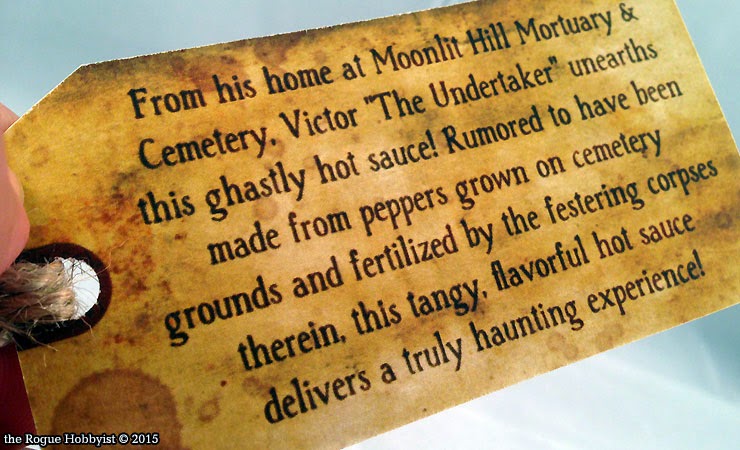 From his home at Moonlit Hill Mortuary &
Cemetery, Victor "The Undertaker" unearths
this ghastly hot sauce! Rumored to have been
made from peppers grown on cemetery
grounds and fertilized by the festering corpses
therein, this tangy, flavorful hot sauce
delivers a truly haunting experience!
the Rogue Hobbyist © 2015